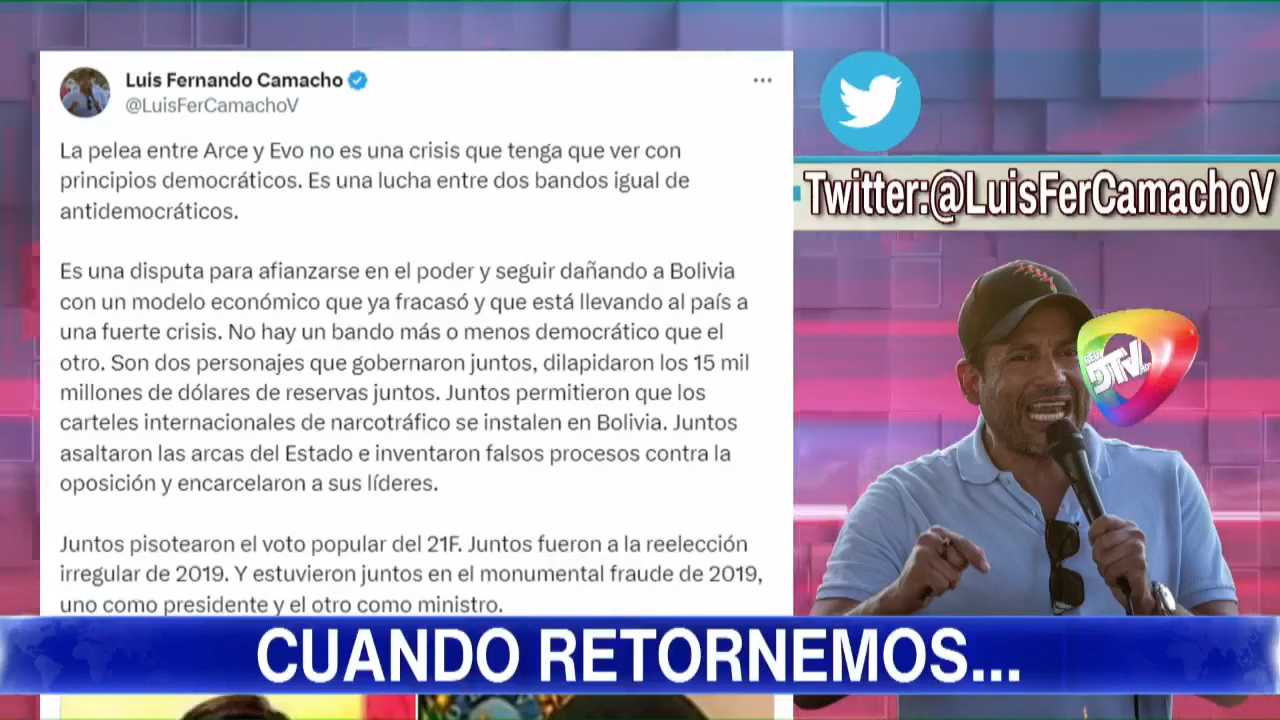 Luis Fernando Camacho
@LuisFerCamachoV
La pelea entre Arce y Evo no es una crisis que tenga que ver con
principios democráticos. Es una lucha entre dos bandos igual de
antidemocráticos.
Es una disputa para afianzarse en el poder y seguir dañando a Bolivia
con un modelo económico que ya fracasó y que está llevando al país a
una fuerte crisis. No hay un bando más o menos democrático que el
otro. Son dos personajes que gobernaron juntos, dilapidaron los 15 mil
millones de dólares de reservas juntos. Juntos permitieron que los
carteles internacionales de narcotráfico se instalen en Bolivia. Juntos
asaltaron las arcas del Estado e inventaron falsos procesos contra la
oposición y encarcelaron a sus líderes.
Juntos pisotearon el voto popular del 21F. Juntos fueron a la reelección
irregular de 2019. Y estuvieron juntos en el monumental fraude de 2019,
uno como presidente y el otro como ministro.
Twitter:@LuisFerCamachoV
DTV
CUANDO RETORNEMOS...